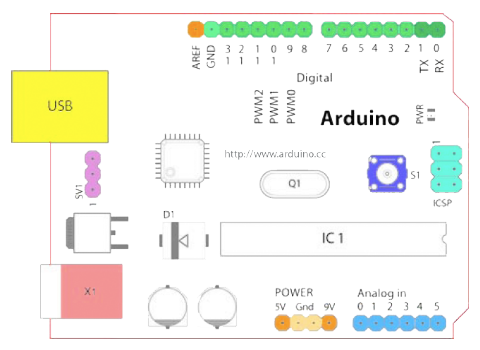 AREF
GND
13
12
11
10
9
8
7
6
5
4
3
2
1
0
TX
RX
Digital
USB
PWM2
PWM1
PWM0
Arduino
PWR
http://www.arduino.cc
SV1
1
Q1
S1
1
ICSP
D1
IC1
X1
POWER
5V Gnd 9V
Analog in
0 1 2 3 4 5